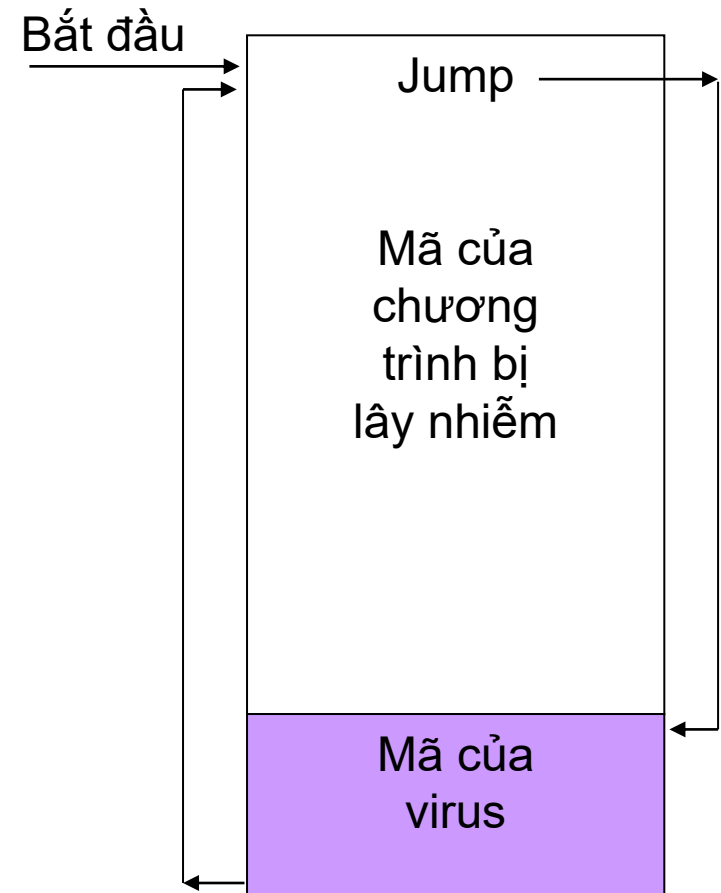 Bắt đầu
Jump
Mã của
chương
trình bị
lây nhiễm
Mã của
virus